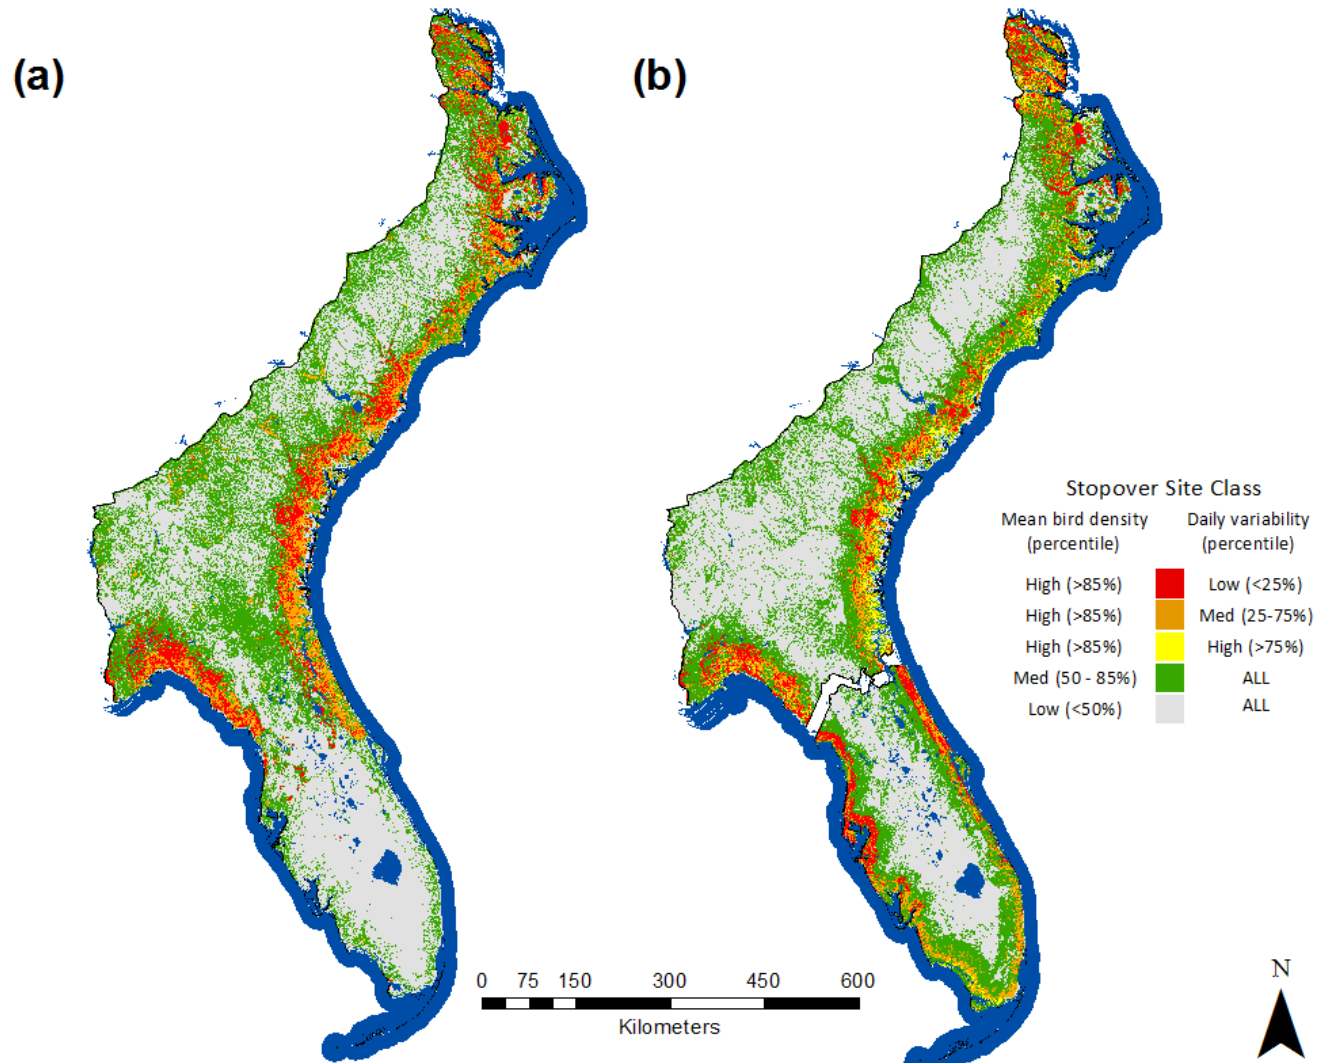 (a)
(b)
Stopover Site Class
Mean bird density Daily variability
(percentile) (percentile)
High (>85%) Low (<25%)
High (>85%) Med (25-75%)
High (>85%) High (>75%)
Med (50 - 85%) ALL
Low (<50%) ALL
0 75 150 300 450 600
Kilometers
N